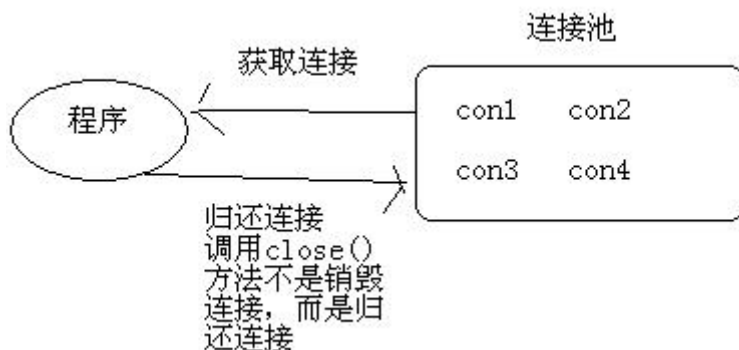 连接池
获取连接
程序
con1 con2
con3 con4
归还连接
调用close()
方法不是销毁
连接，而是归
还连接